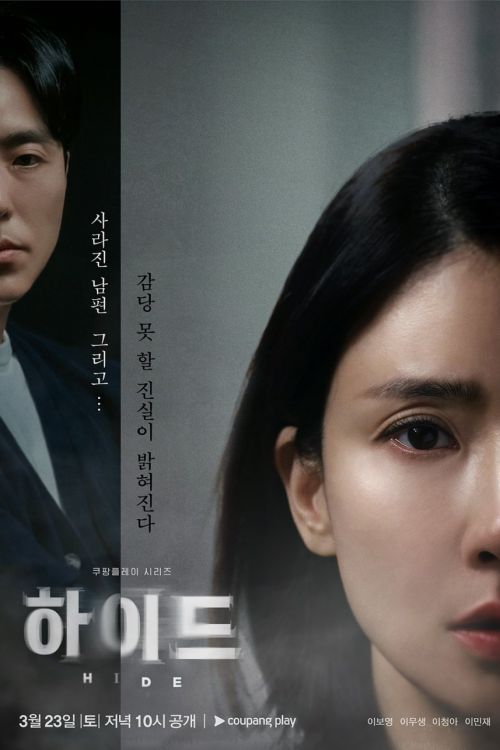 사라진 남편 그리고 …
감당 못 할 진실이 밝혀진다
쿠팡플레이 시리즈
하이드
HIDE
3월 23일 |토| 저녁 10시 공개 | coupang play
이보영 이무생 이청아 이민재